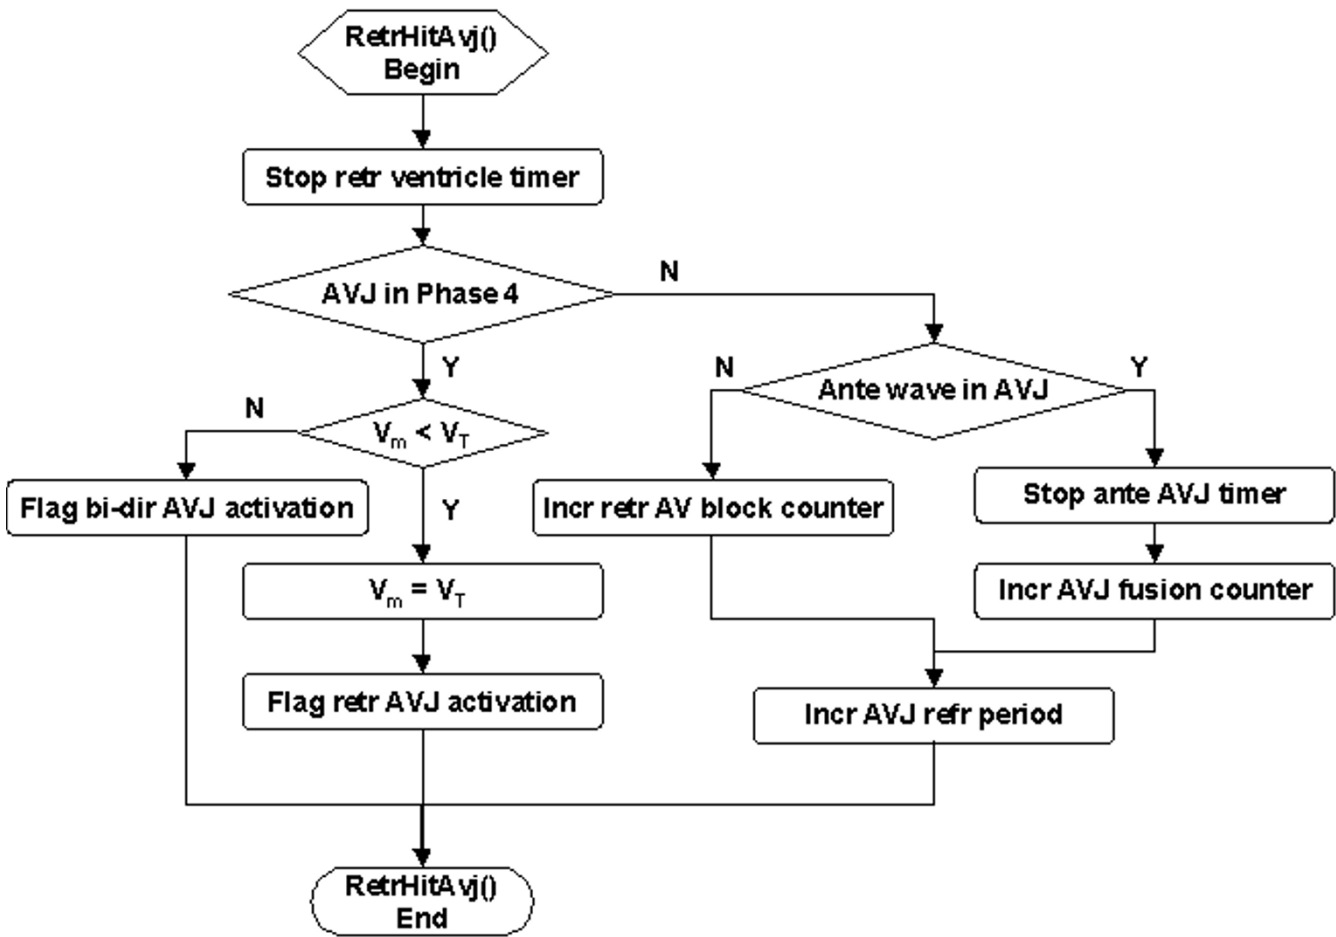 RetrHitAvj()
Begin
Stop retr ventricle timer
AVJ in Phase 4
N
Y
N
Ante wave in AVJ
Y
N
Vm < VT
Flag bi-dir AVJ activation
Y
Incr retr AV block counter
Stop ante AVJ timer
Vm = VT
Incr AVJ fusion counter
Flag retr AVJ activation
Incr AVJ refr period
RetrHitAvj()
End